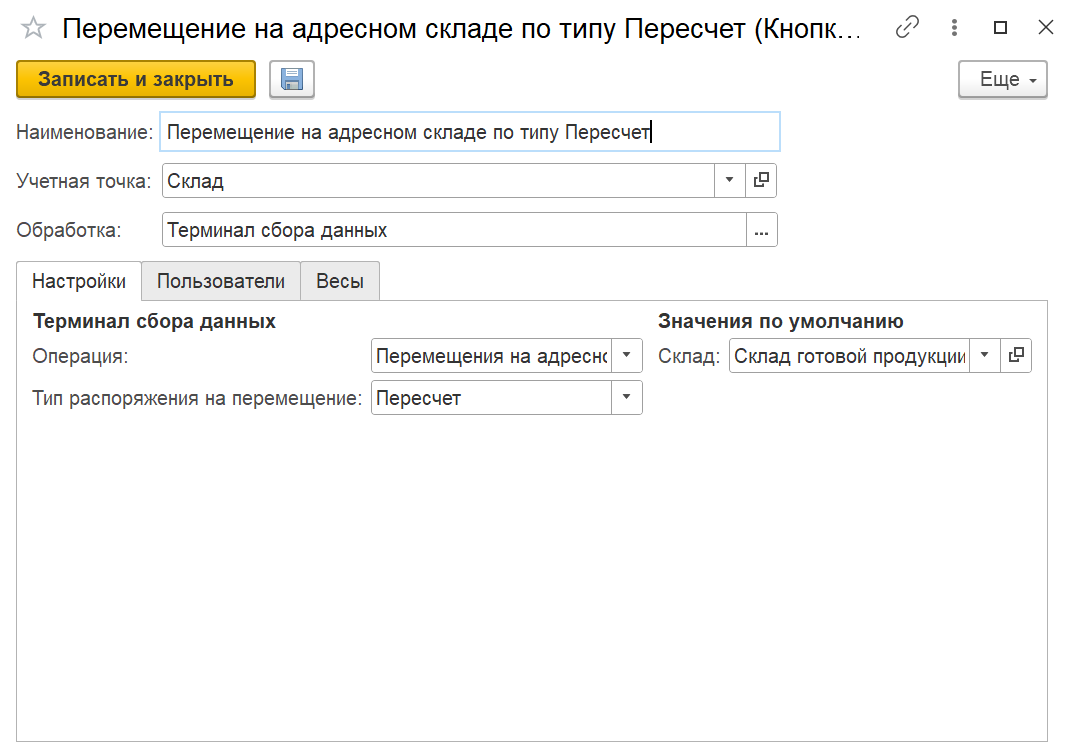 Перемещение на адресном складе по типу Пересчет (Кнопк...
Записать и закрыть
Еще
Наименование: Перемещение на адресном складе по типу Пересчет
Учетная точка: Склад
Обработка: Терминал сбора данных ...
Настройки Пользователи Весы
Терминал сбора данных Значения по умолчанию
Операция: Перемещения на адресно Склад: Склад готовой продукции
Тип распоряжения на перемещение: Пересчет